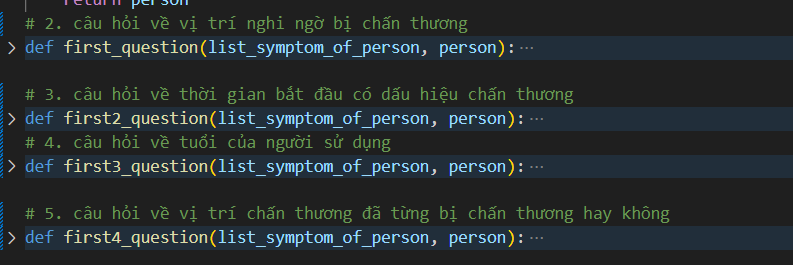 return person
# 2. câu hỏi về vị trí nghi ngờ bị chấn thương
def first_question(list_symptom_of_person, person):···
# 3. câu hỏi về thời gian bắt đầu có dấu hiệu chấn thương
def first2_question(list_symptom_of_person, person):···
# 4. câu hỏi về tuổi của người sử dụng
def first3_question(list_symptom_of_person, person):···
# 5. câu hỏi về vị trí chấn thương đã từng bị chấn thương hay không
def first4_question(list_symptom_of_person, person):···